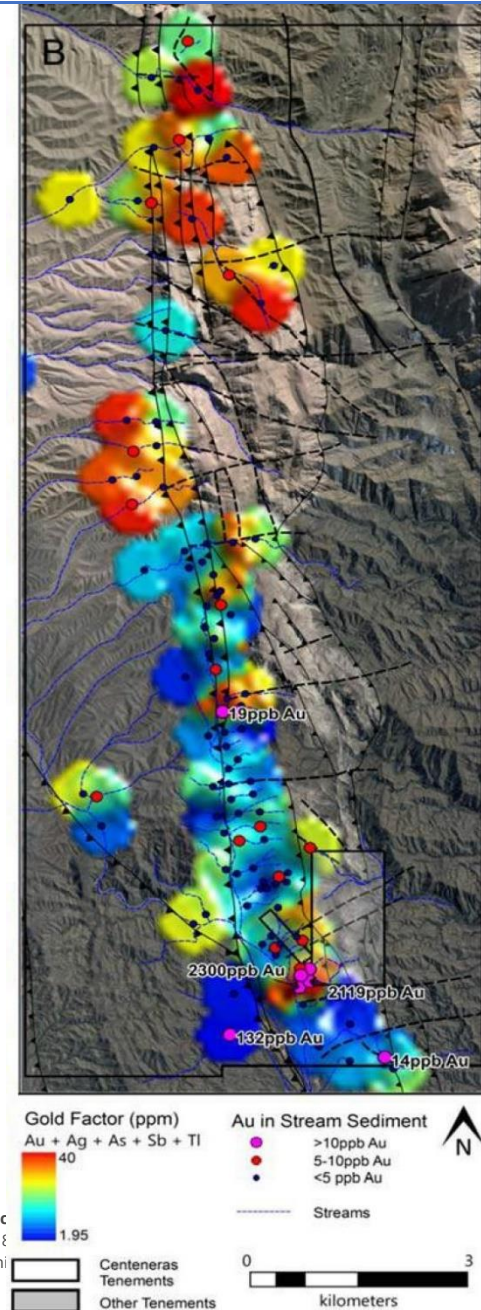 B
19ppb Au
2300ppb Au
2119ppb Au
132ppb Au
14ppb Au
Gold Factor (ppm)
Au + Ag + As + Sb + Tl
40
1.95
Au in Stream Sediment
>10ppb Au
5-10ppb Au
<5 ppb Au
Streams
N
Centeneras
Tenements
Other Tenements
0 3
kilometers